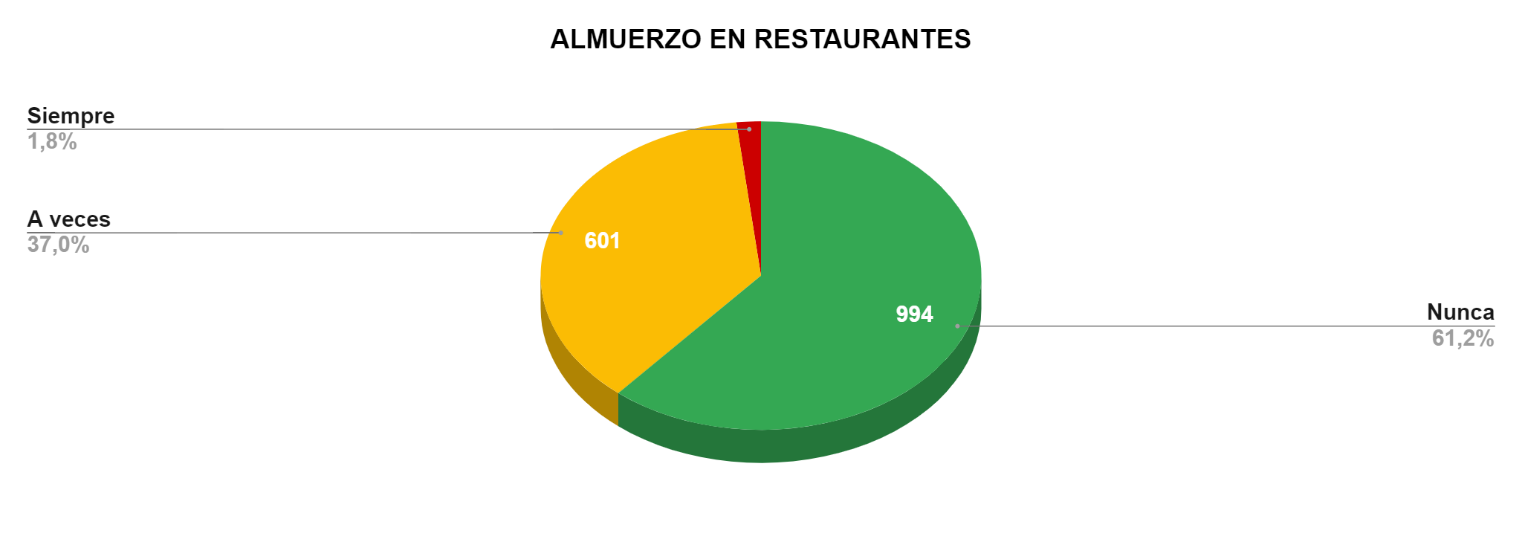 ALMUERZO EN RESTAURANTES
Siempre
1,8%
A veces
37,0%
601
994
Nunca
61,2%